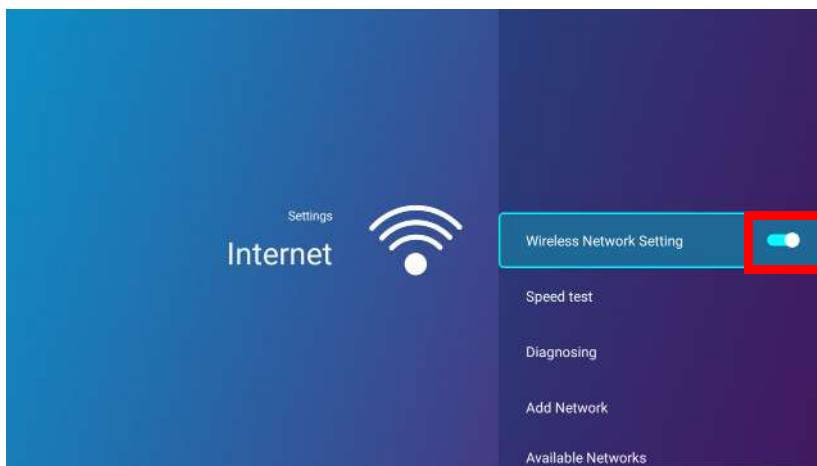 Settings
Internet
Wireless Network Setting
Speed test
Diagnosing
Add Network
Available Networks